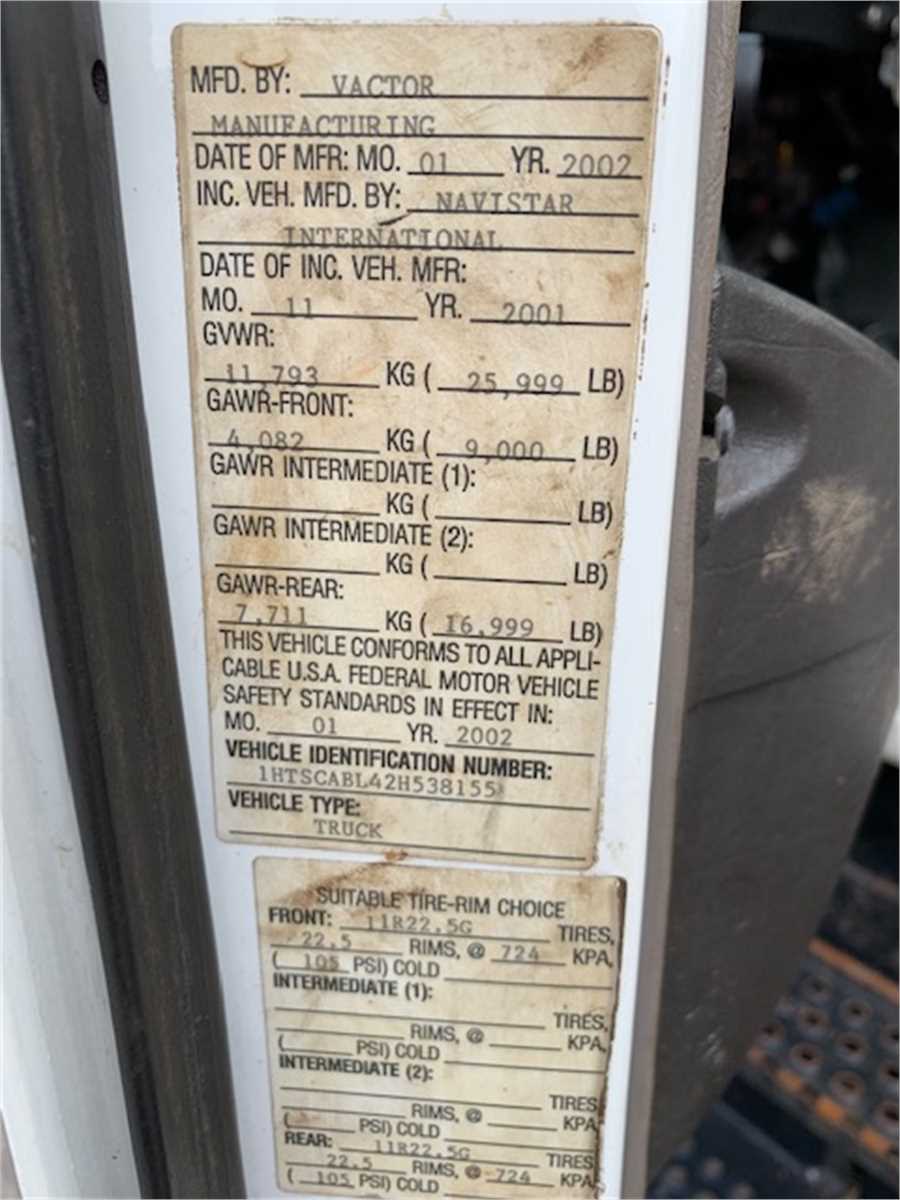 MFD. BY: VACTOR
MANUFACTURING
DATE OF MFR: MO. 01 YR. 2002
INC. VEH. MFD. BY: NAVISTAR
INTERNATIONAL
DATE OF INC. VEH. MFR:
MO. 11 YR. 2001
GVWR:
11,793 KG ( 25,999 LB)
GAWR-FRONT:
4,082 KG ( 9,000 LB)
GAWR INTERMEDIATE (1):
KG ( LB)
GAWR INTERMEDIATE (2):
KG ( LB)
GAWR-REAR:
7,711 KG ( 16,999 LB)
THIS VEHICLE CONFORMS TO ALL APPLI-
CABLE U.S.A. FEDERAL MOTOR VEHICLE
SAFETY STANDARDS IN EFFECT IN:
MO. 01 YR. 2002
VEHICLE IDENTIFICATION NUMBER:
1HTSCABL42H538155
VEHICLE TYPE:
TRUCK
SUITABLE TIRE-RIM CHOICE
FRONT: 11R22.5G TIRES,
22.5 RIMS, @ 724 KPA,
( 105 PSI) COLD
INTERMEDIATE (1):
TIRES,
RIMS, @ KPA,
( PSI) COLD
INTERMEDIATE (2):
TIRES
RIMS, @ KPA
( PSI) COLD
REAR: 11R22.5G TIRES
22.5 RIMS, @ 724 KPA
( 105 PSI) COLD